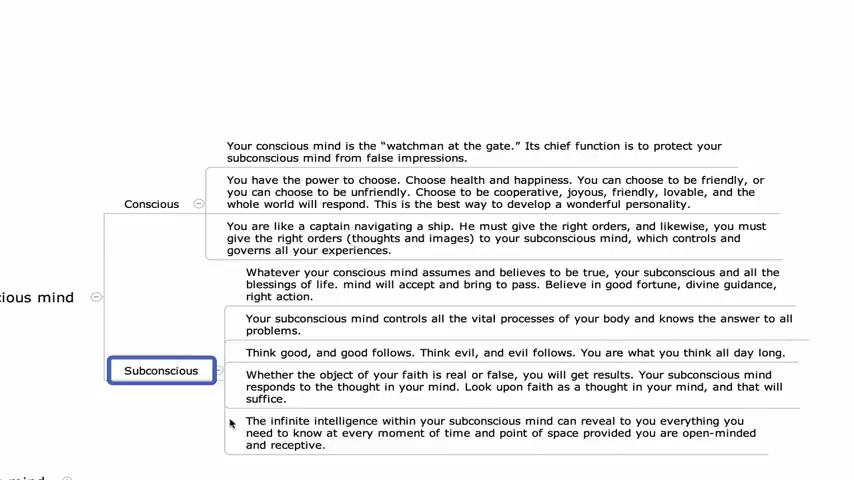 Your conscious mind is the “watchman at the gate.” Its chief function is to protect your
subconscious mind from false impressions.
You have the power to choose. Choose health and happiness. You can choose to be friendly, or
you can choose to be unfriendly. Choose to be cooperative, joyous, friendly, lovable, and the
whole world will respond. This is the best way to develop a wonderful personality.
Conscious
You are like a captain navigating a ship. He must give the right orders, and likewise, you must
give the right orders (thoughts and images) to your subconscious mind, which controls and
governs all your experiences.
cious mind
Whatever your conscious mind assumes and believes to be true, your subconscious and all the
blessings of life. mind will accept and bring to pass. Believe in good fortune, divine guidance,
right action.
Your subconscious mind controls all the vital processes of your body and knows the answer to all
problems.
Think good, and good follows. Think evil, and evil follows. You are what you think all day long.
Subconscious
Whether the object of your faith is real or false, you will get results. Your subconscious mind
responds to the thought in your mind. Look upon faith as a thought in your mind, and that will
suffice.
The infinite intelligence within your subconscious mind can reveal to you everything you
need to know at every moment of time and point of space provided you are open-minded
and receptive.